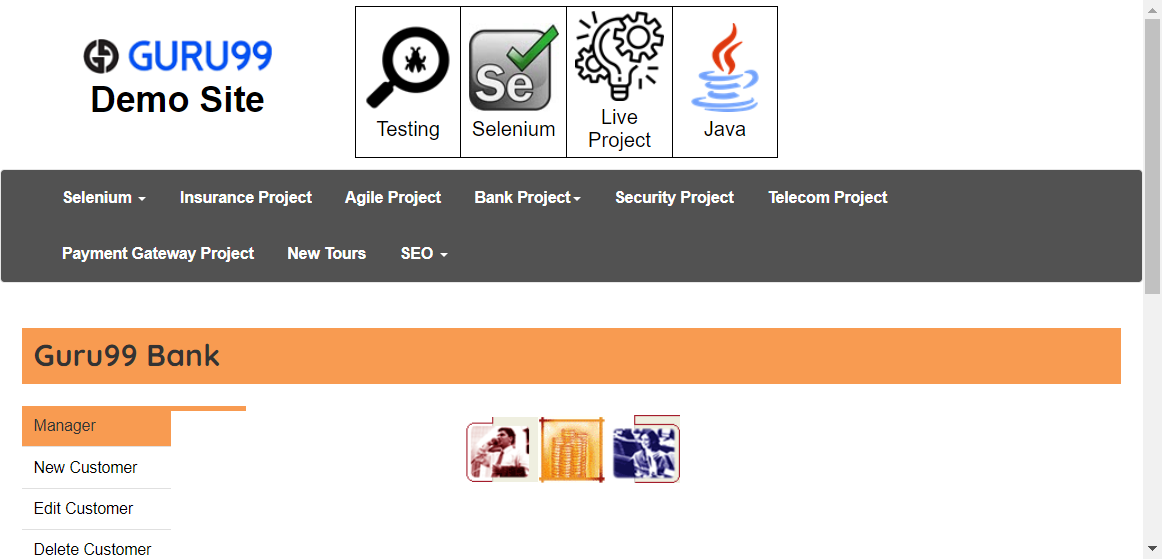 GURU99
Demo Site
Testing
Se
Selenium
Live
Project
Java
Selenium
Insurance Project
Agile Project
Bank Project
Security Project
Telecom Project
Payment Gateway Project
New Tours
SEO
Guru99 Bank
Manager
New Customer
Edit Customer
Delete Customer